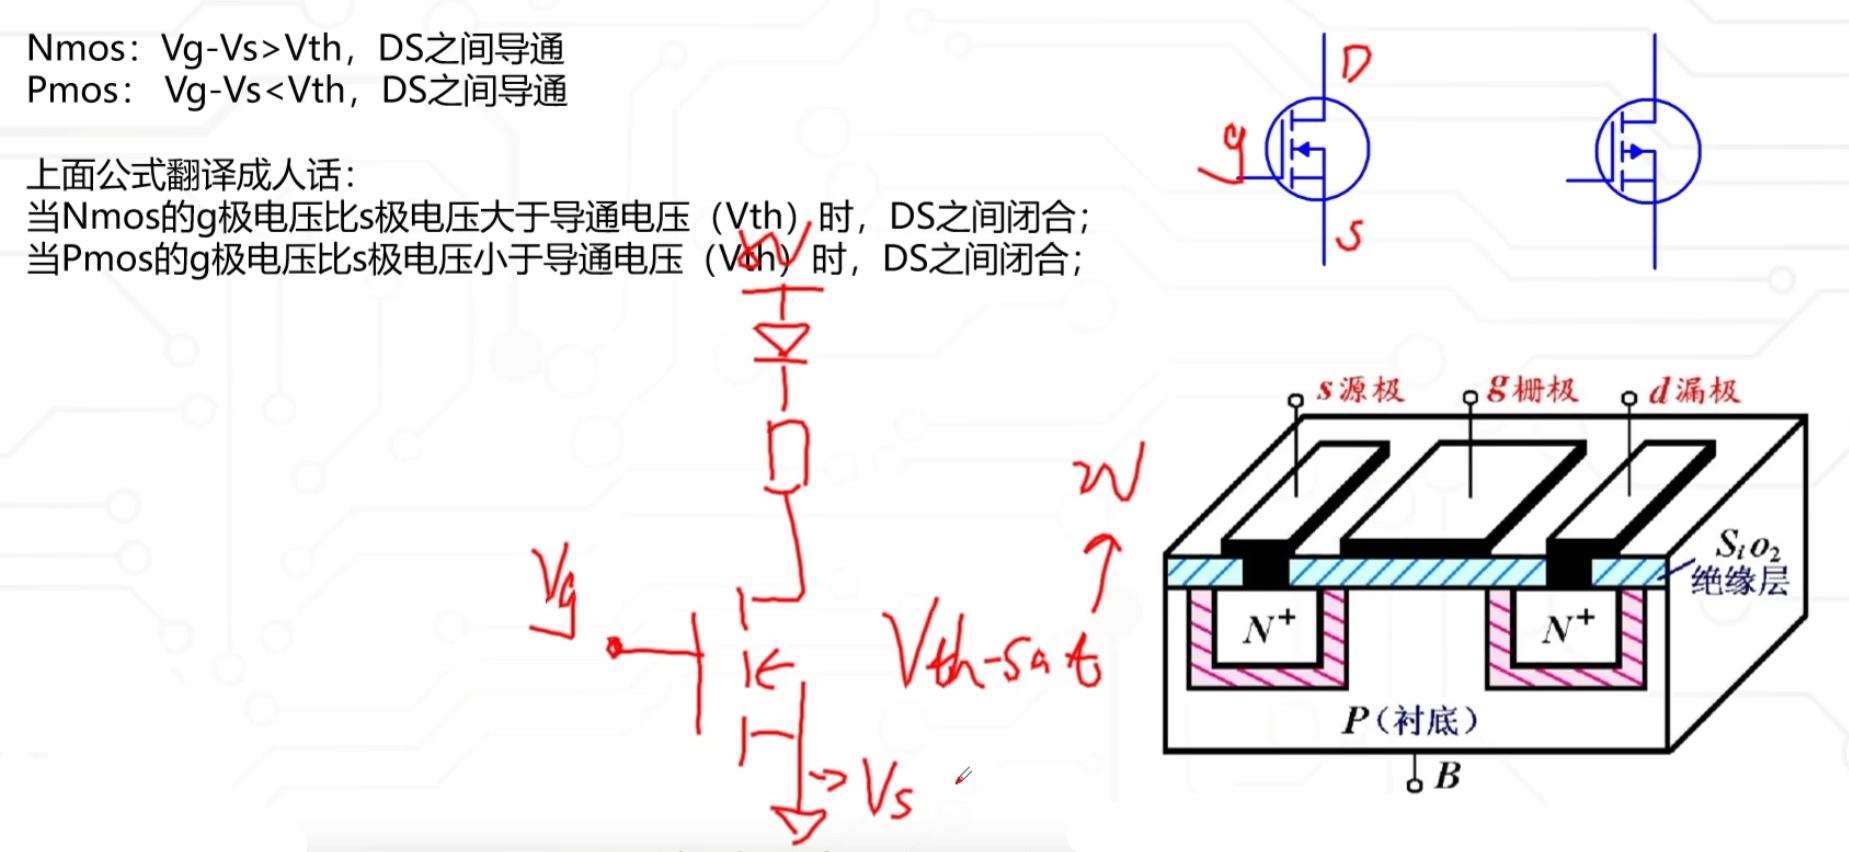 Nmos：Vg-Vs>Vth，DS之间导通
Pmos： Vg-Vs<Vth，DS之间导通
上面公式翻译成人话：
当Nmos的g极电压比s极电压大于导通电压（Vth）时，DS之间闭合；
当Pmos的g极电压比s极电压小于导通电压（Vth）时，DS之间闭合；
D
g
S
Vg
Vth-sat
2V
Vs
s源极 g栅极 d漏极
SiO2
绝缘层
N+ N+
P（衬底）
B